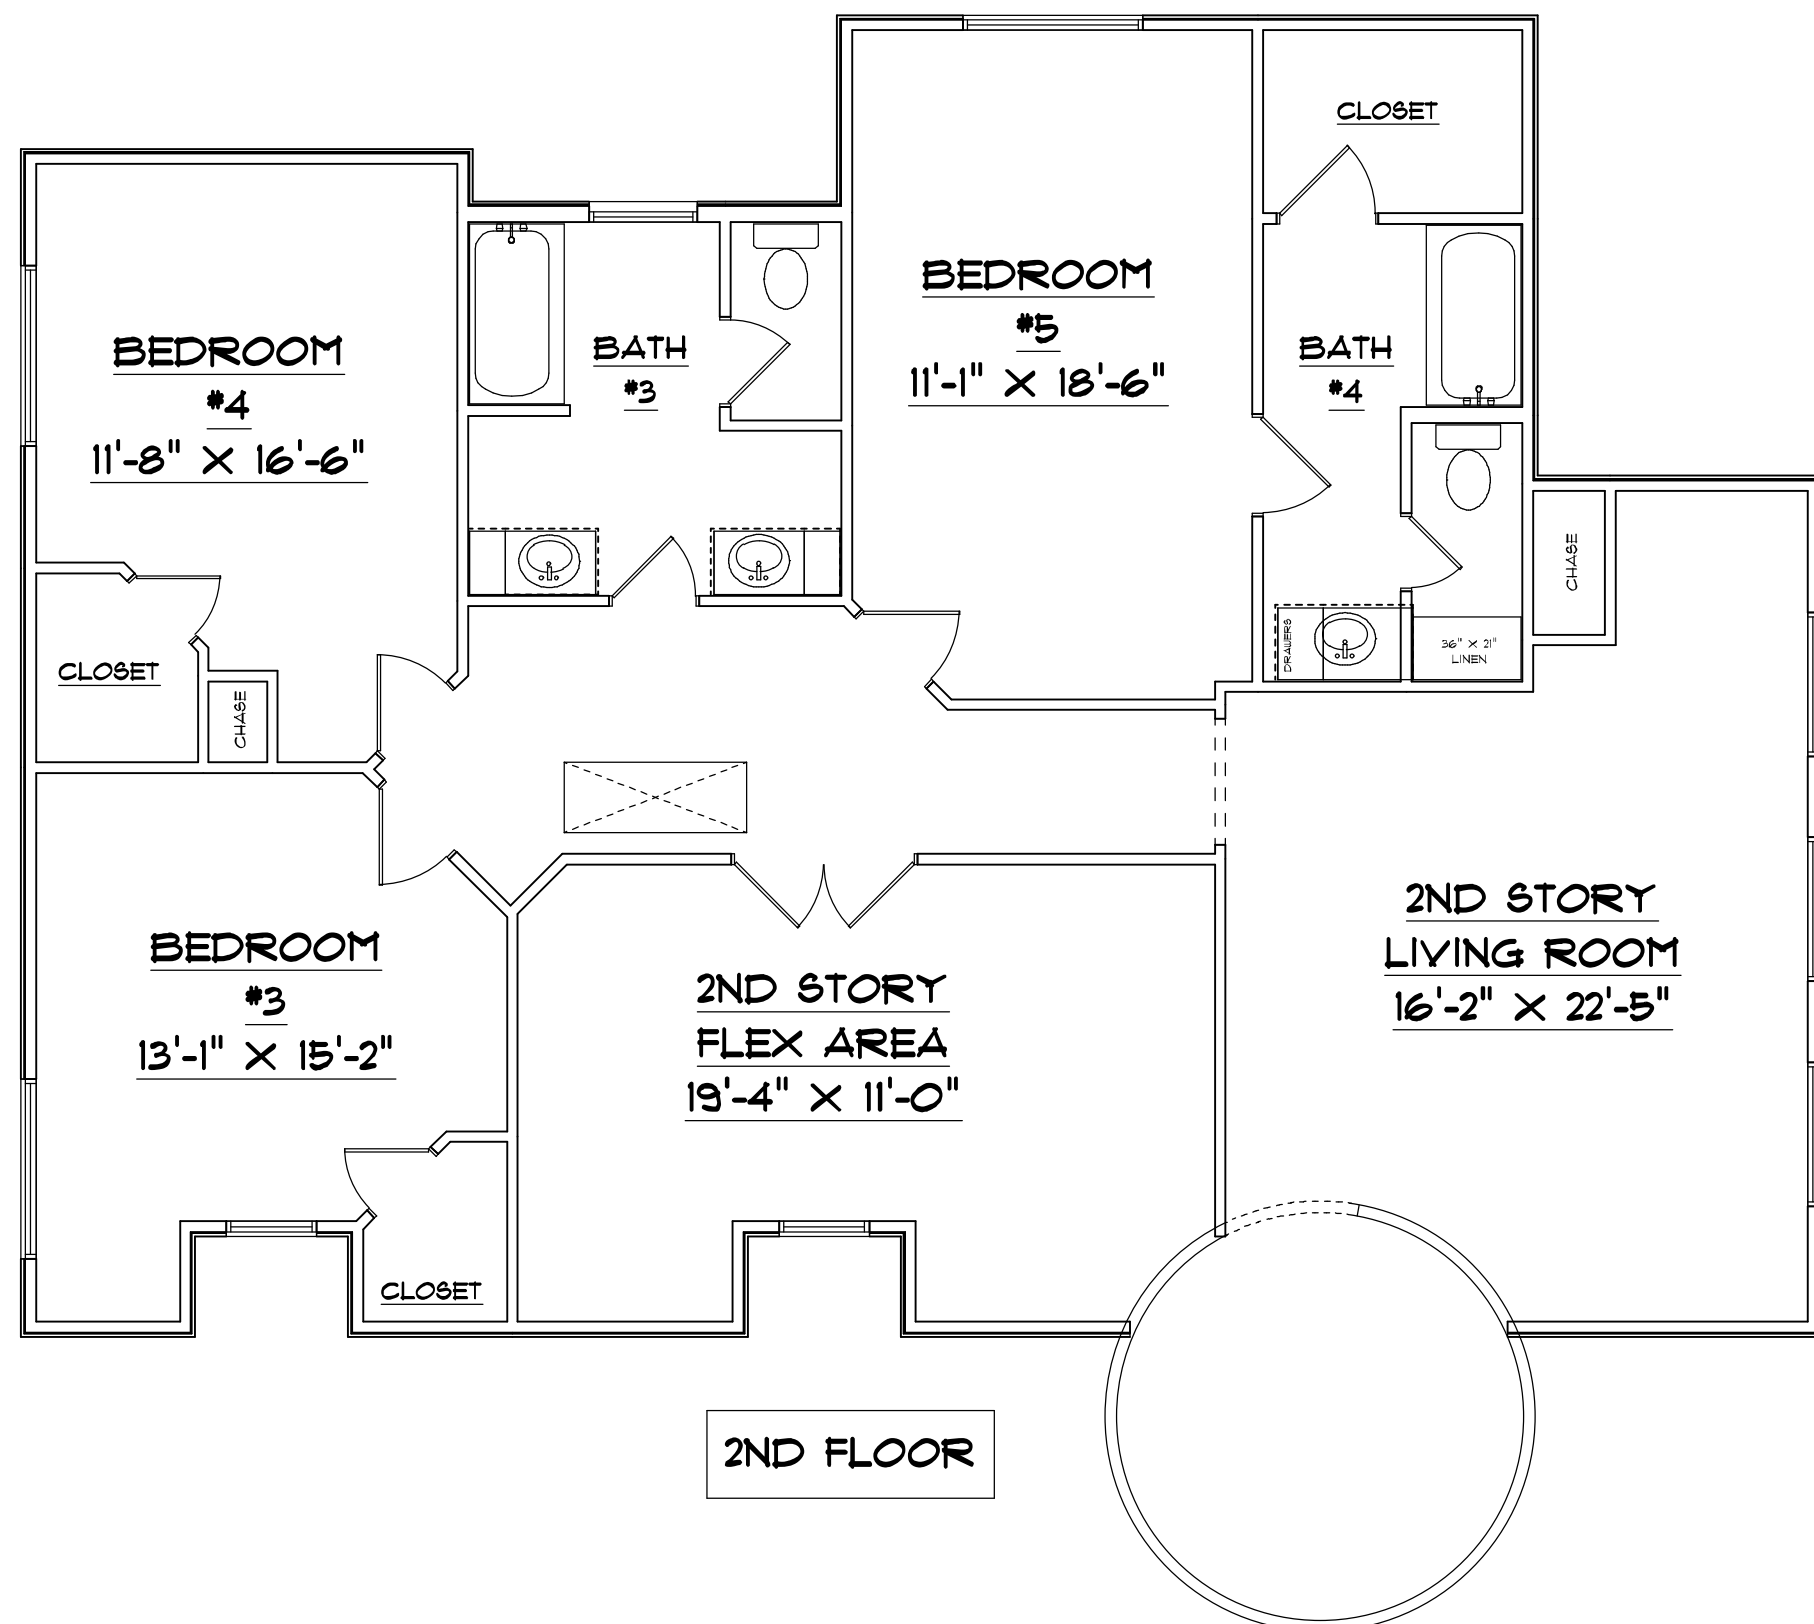 CLOSET
BEDROOM
#5
11'-1" X 18'-6"
BEDROOM
#4
11'-8" X 16'-6"
BATH
#3
BATH
#4
CHASE
DRAWERS
36" X 21"
LINEN
CLOSET
CHASE
BEDROOM
#3
13'-1" X 15'-2"
2ND STORY
FLEX AREA
19'-4" X 11'-0"
2ND STORY
LIVING ROOM
16'-2" X 22'-5"
CLOSET
2ND FLOOR